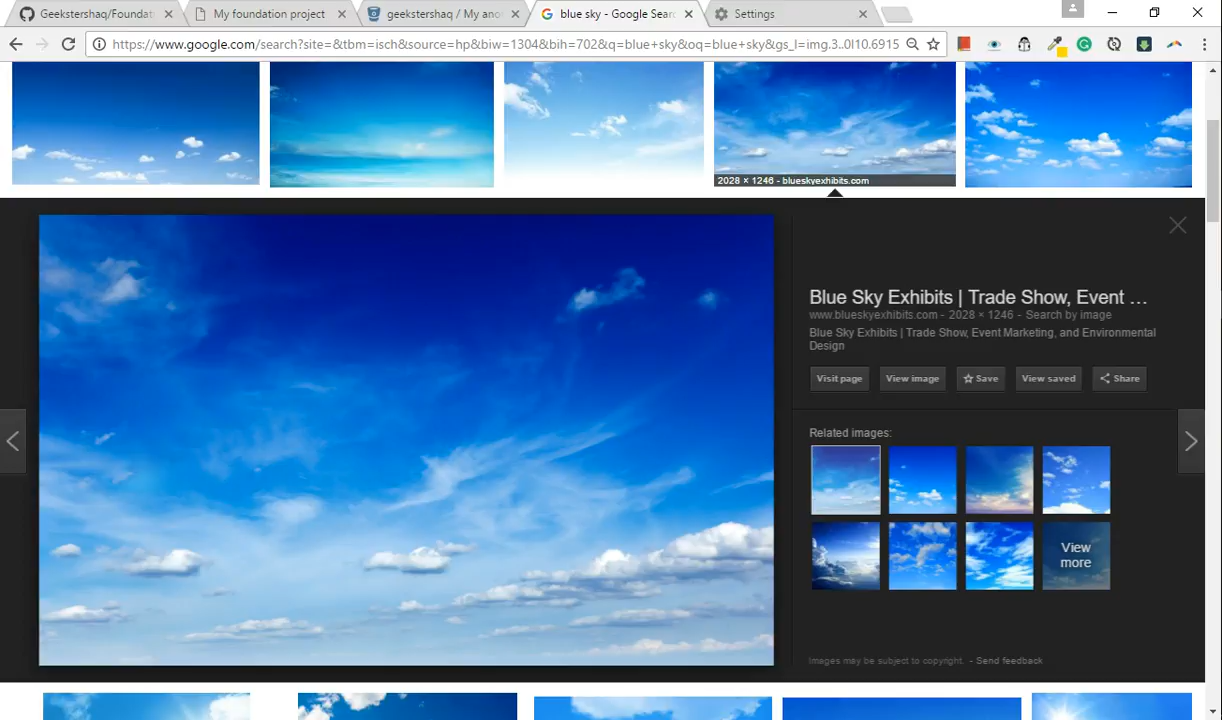 Geekstershaq/Foundat
My foundation project
geekstershaq / My ano
blue sky - Google Sear
Settings
https://www.google.com/search?site=&tbm=isch&source=hp&biw=1304&bih=702&q=blue+sky&oq=blue+sky&gs_l=img.3..0l10.6915
2028 × 1246 - blueskyexhibits.com
Blue Sky Exhibits | Trade Show, Event ...
www.blueskyexhibits.com - 2028 × 1246 - Search by image
Blue Sky Exhibits | Trade Show, Event Marketing, and Environmental
Design
Visit page
View image
Save
View saved
Share
Related images:
View
more
Images may be subject to copyright. - Send feedback